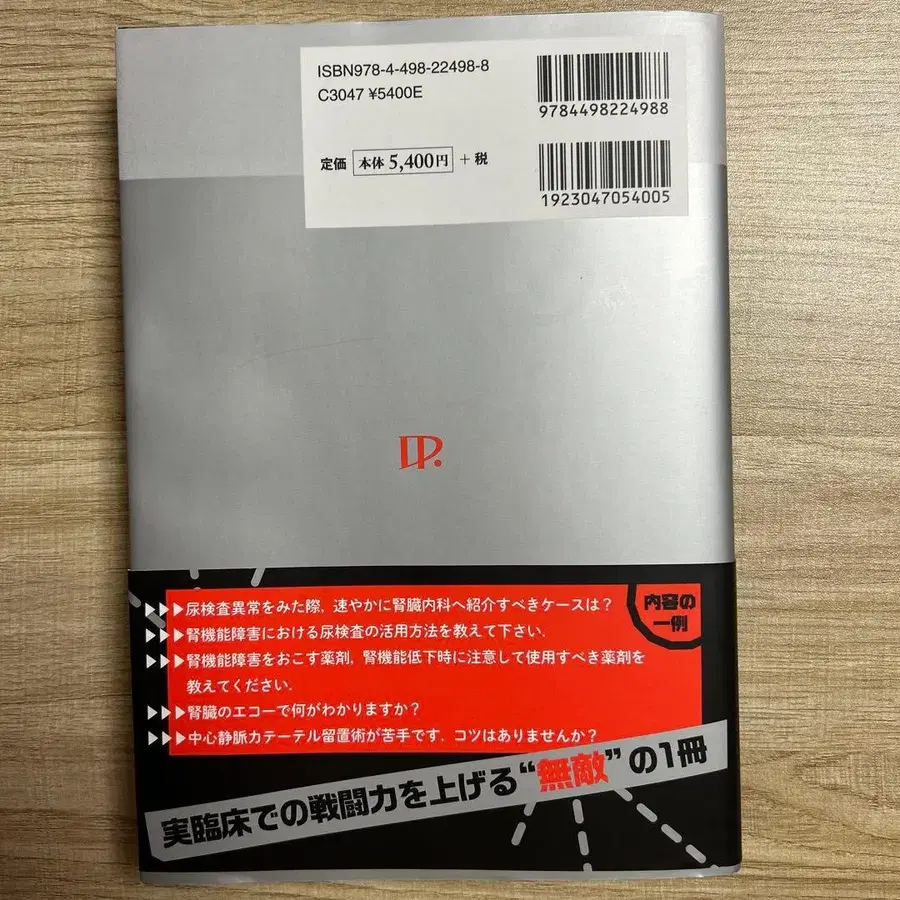 ISBN978-4-498-22498-8
C3047 ¥5400E
9784498224988
定価 本体 5,400円 + 税
1923047054005
▶▶▶尿検査異常をみた際,速やかに腎臓内科へ紹介すべきケースは?
▶▶▶腎機能障害における尿検査の活用方法を教えて下さい.
▶▶▶腎機能障害をおこす薬剤,腎機能低下時に注意して使用すべき薬剤を
教えてください.
▶▶▶腎臓のエコーで何がわかりますか?
▶▶▶中心静脈カテーテル留置術が苦手です.コツはありませんか?
内容の
一例
実臨床での戦闘力を上げる“無敵”の1冊